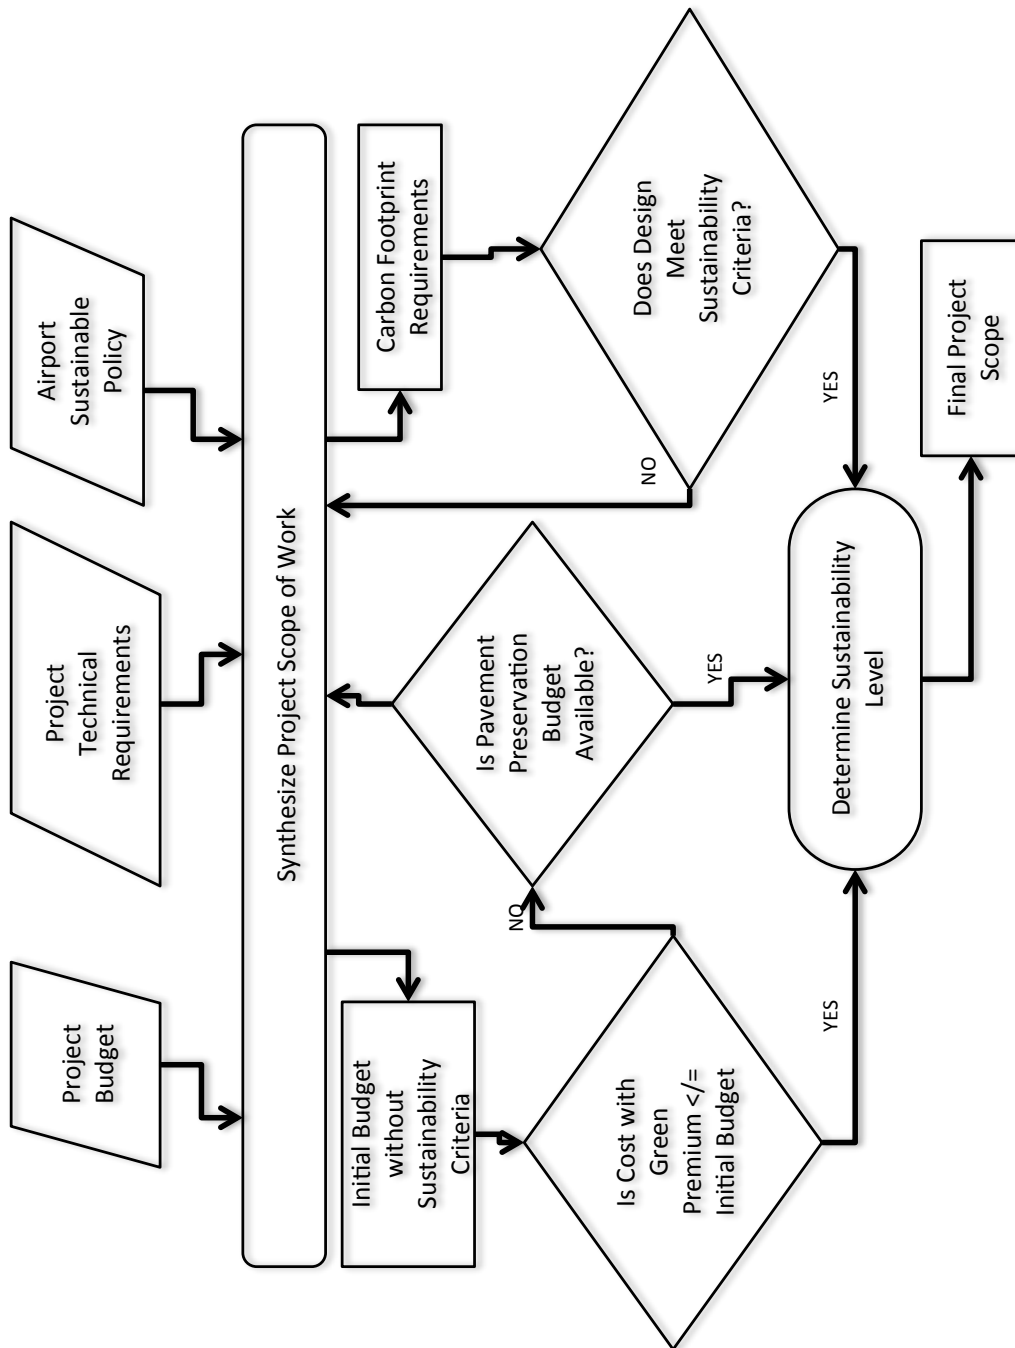 Project
Budget
Project
Technical
Requirements
Airport
Sustainable
Policy
Synthesize Project Scope of Work
Initial Budget
without
Sustainability
Criteria
Carbon Footprint
Requirements
Is Cost with
Green
Premium </=
Initial Budget
NO
Is Pavement
Preservation
Budget
Available?
NO
Does Design
Meet
Sustainability
Criteria?
YES
YES
YES
Determine Sustainability
Level
Final Project
Scope